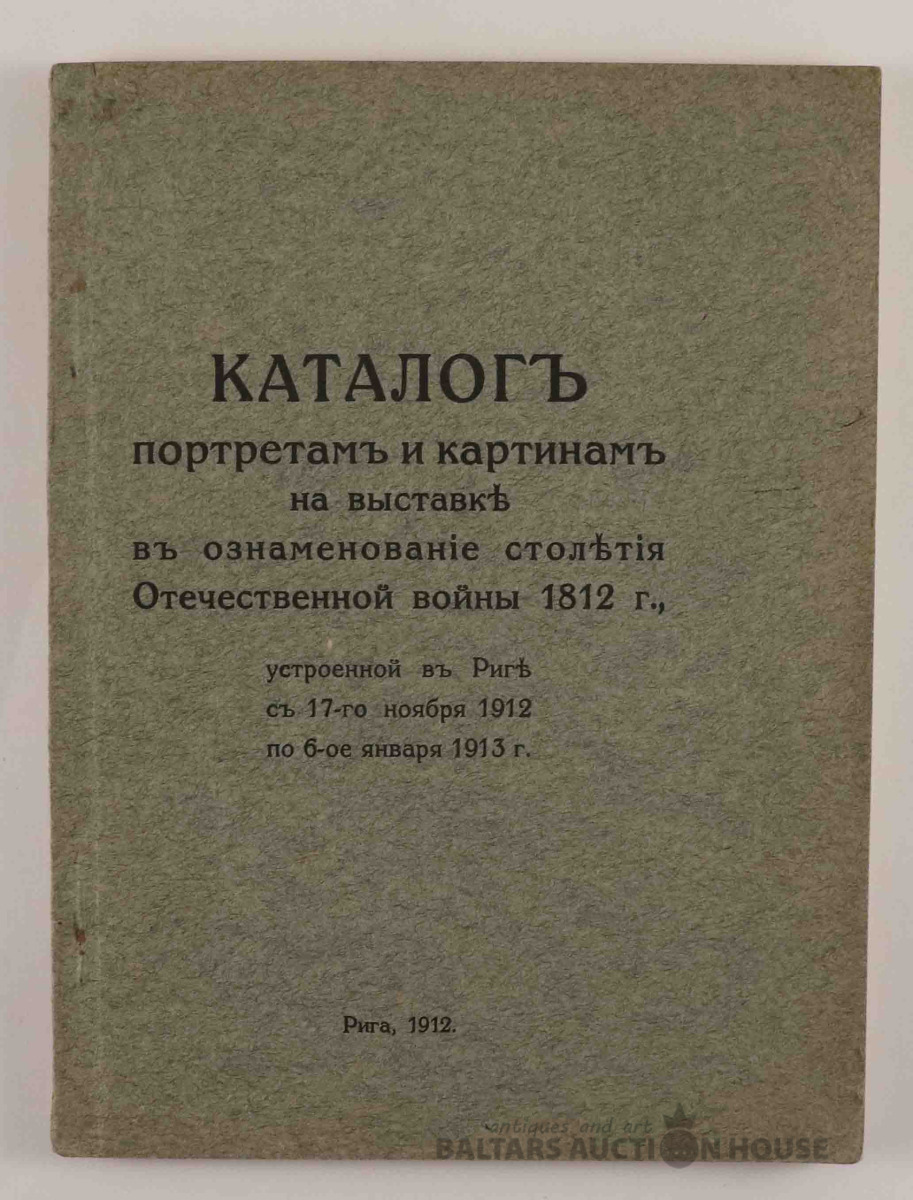 КАТАЛОГЪ
портретамъ и картинамъ
на выставкѣ
въ ознаменованіе столѣтія
Отечественной войны 1812 г.,
устроенной въ Ригѣ
съ 17-го ноября 1912
по 6-ое января 1913 г.
Рига, 1912.
antiques and art
BALTARS AUCTION HOUSE